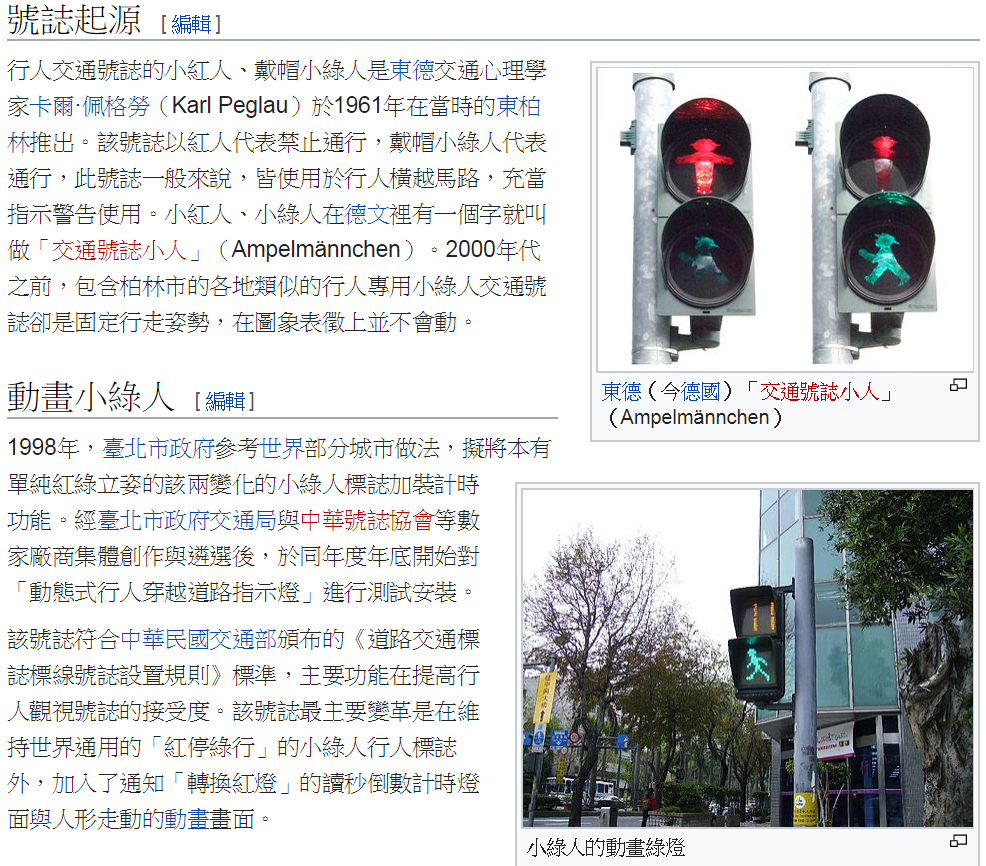 號誌起源 [編輯]
行人交通號誌的小紅人、戴帽小綠人是東德交通心理學
家卡爾·佩格勞（Karl Peglau）於1961年在當時的東柏
林推出。該號誌以紅人代表禁止通行，戴帽小綠人代表
通行，此號誌一般來說，皆使用於行人橫越馬路，充當
指示警告使用。小紅人、小綠人在德文裡有一個字就叫
做「交通號誌小人」（Ampelmännchen）。2000年代
之前，包含柏林市的各地類似的行人專用小綠人交通號
誌卻是固定行走姿勢，在圖象表徵上並不會動。
東德（今德國）「交通號誌小人」
（Ampelmännchen）
動畫小綠人 [編輯]
1998年，臺北市政府參考世界部分城市做法，擬將本有
單純紅綠立姿的該兩變化的小綠人標誌加裝計時
功能。經臺北市政府交通局與中華號誌協會等數
家廠商集體創作與遴選後，於同年度年底開始對
「動態式行人穿越道路指示燈」進行測試安裝。
該號誌符合中華民國交通部頒布的《道路交通標
誌標線號誌設置規則》標準，主要功能在提高行
人觀視號誌的接受度。該號誌最主要變革是在維
持世界通用的「紅停綠行」的小綠人行人標誌
外，加入了通知「轉換紅燈」的讀秒倒數計時燈
面與人形走動的動畫畫面。
小綠人的動畫綠燈